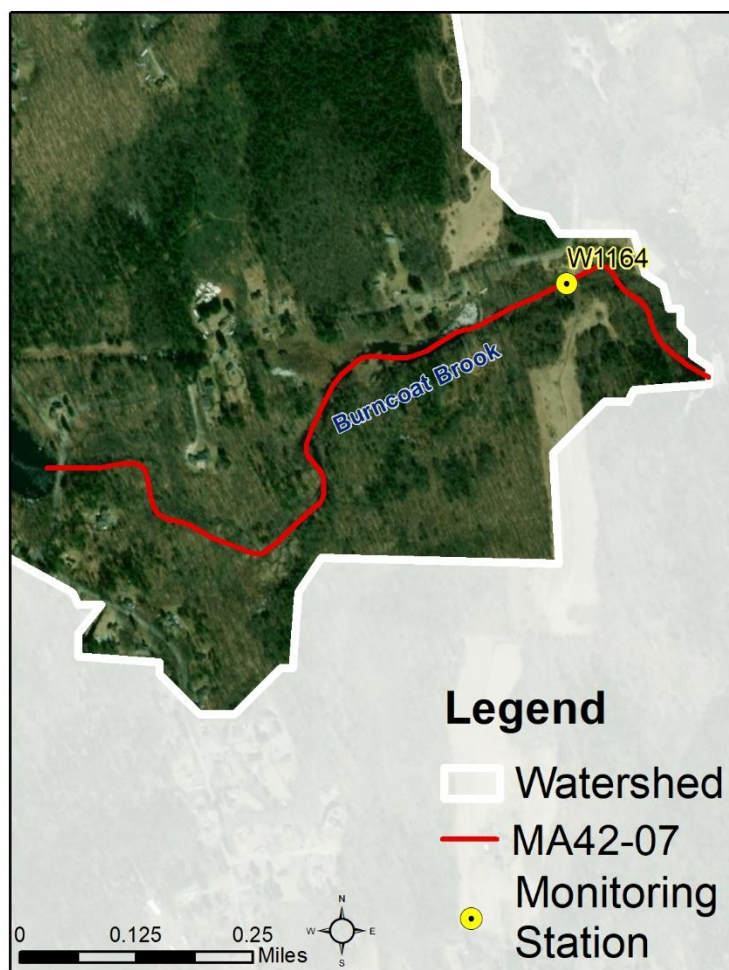 W1164
Burncoat Brook
Legend
Watershed
MA42-07
Monitoring
Station
N
W E
S
0 0.125 0.25
Miles